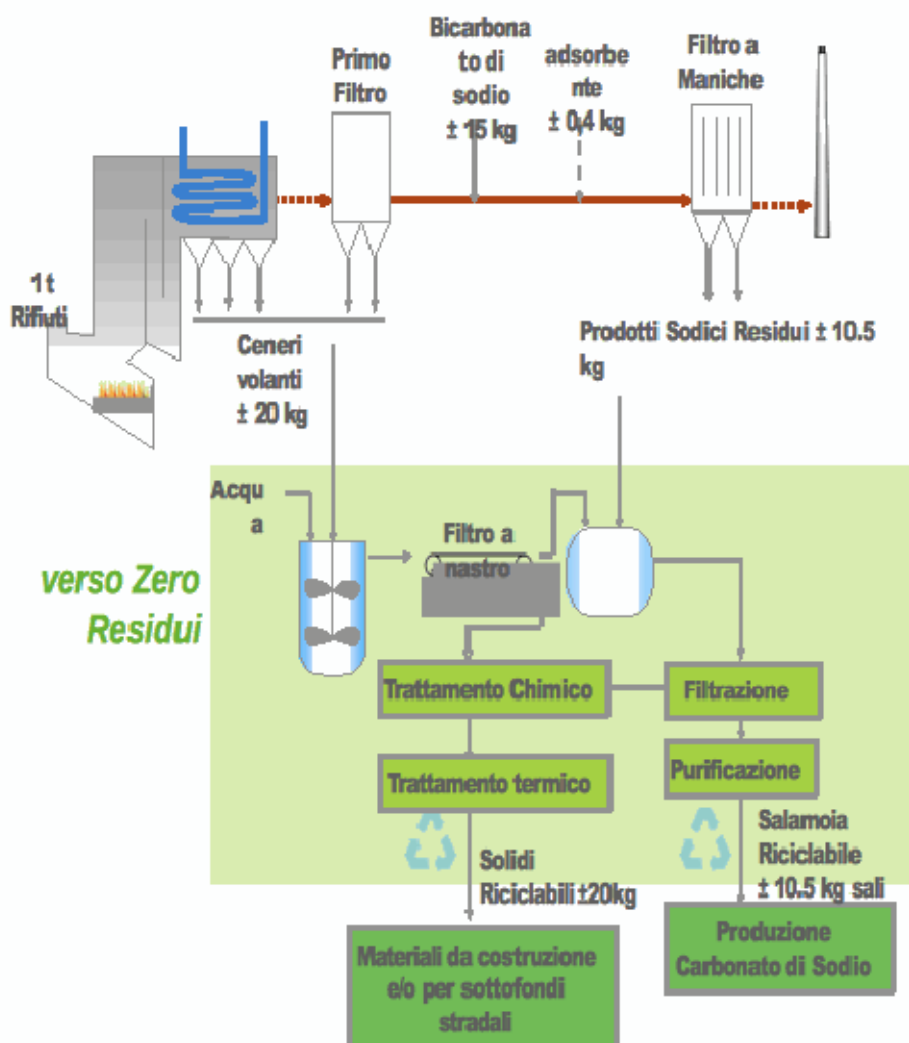 Primo
Filtro
Bicarbona
to di
sodio
± 15 kg
adsorbe
nte
± 0.4 kg
Filtro a
Maniche
1 t
Rifiuti
Ceneri
volanti
± 20 kg
Prodotti Sodici Residui ± 10.5
kg
Acqu
a
Filtro a
nastro
verso Zero
Residui
Trattamento Chimico
Filtrazione
Trattamento termico
Purificazione
Solidi
Riciclabili ±20kg
Salamoia
Riciclabile
± 10.5 kg sali
Materiali da costruzione
e/o per sottofondi
stradali
Produzione
Carbonato di Sodio